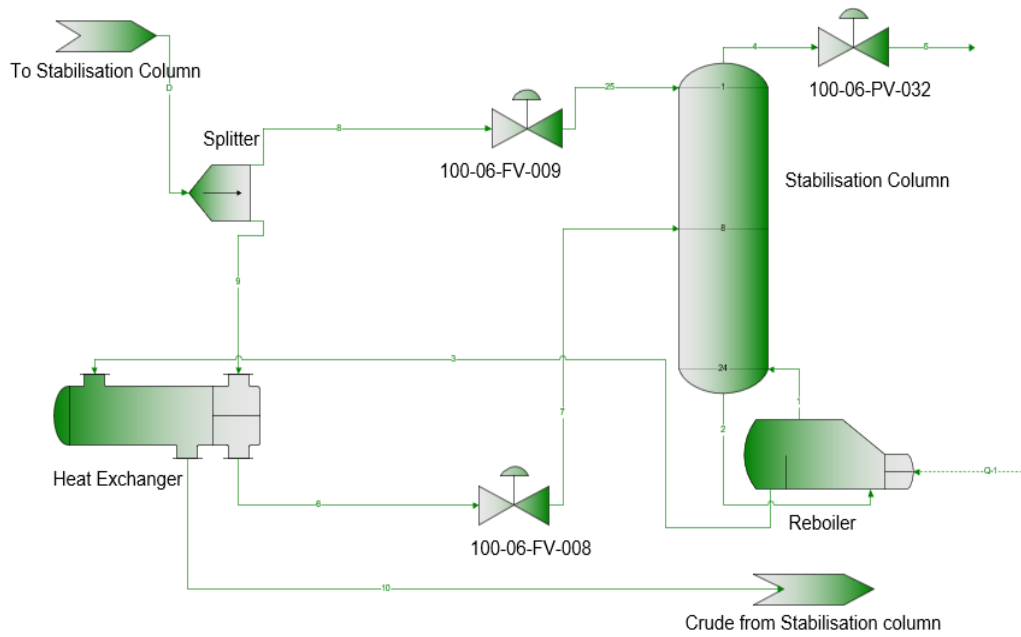 4
5
To Stabilisation Column
D
25
1
100-06-PV-032
8
Splitter
100-06-FV-009
Stabilisation Column
8
9
3
24
7
1
2
Heat Exchanger
Q-1
6
Reboiler
100-06-FV-008
10
Crude from Stabilisation column